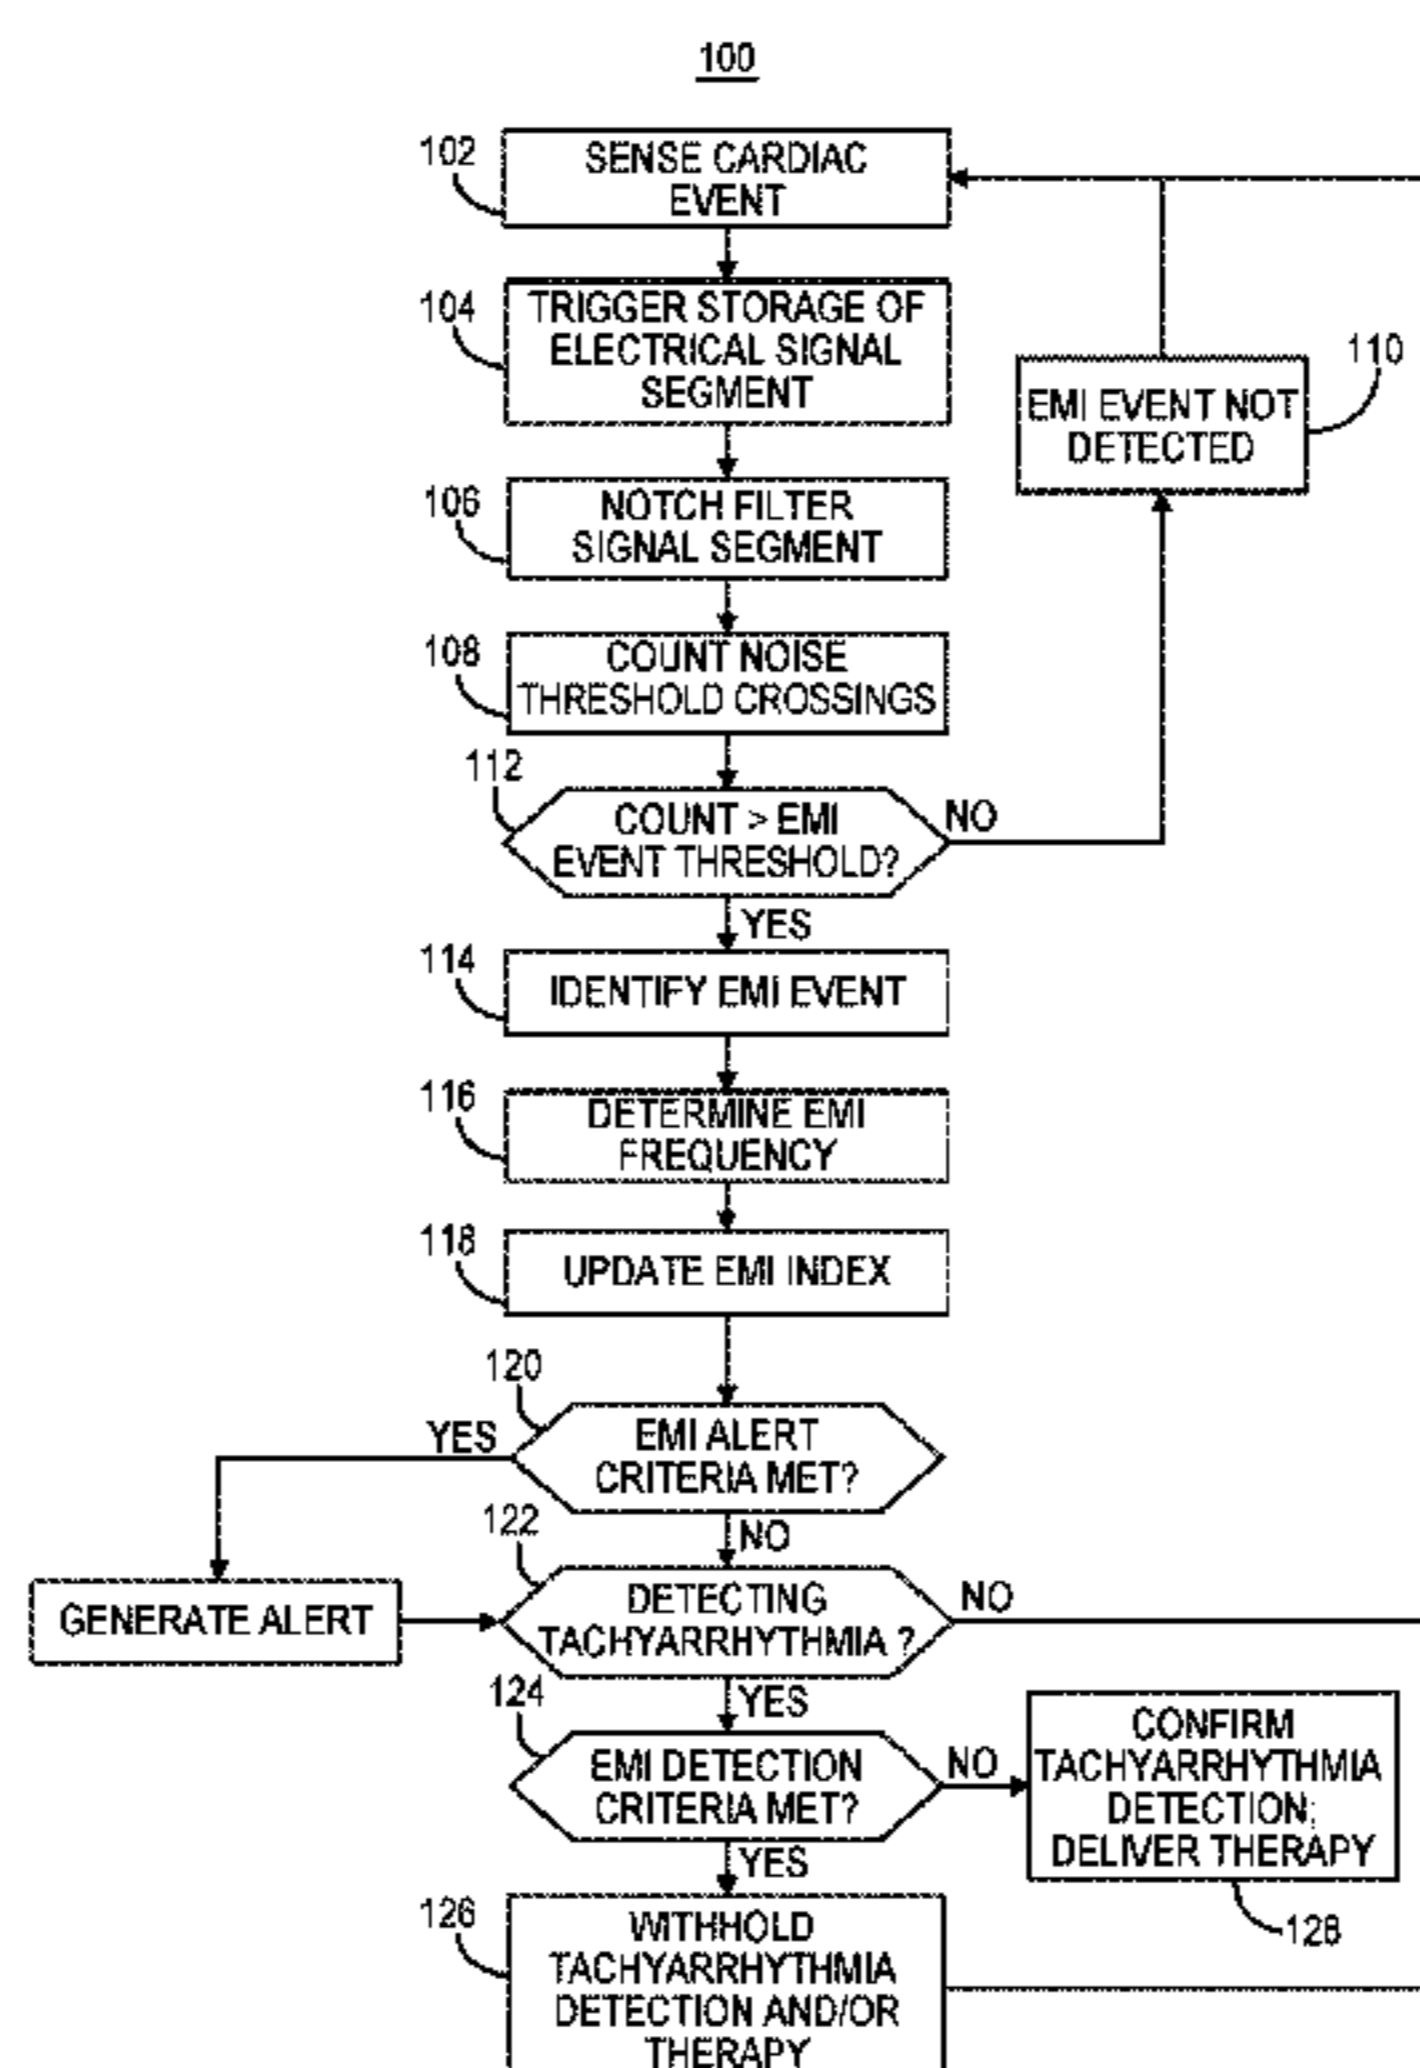 100
102
SENSE CARDIAC
EVENT
104
TRIGGER STORAGE OF
ELECTRICAL SIGNAL
SEGMENT
110
EMI EVENT NOT
DETECTED
106
NOTCH FILTER
SIGNAL SEGMENT
108
COUNT NOISE
THRESHOLD CROSSINGS
112
COUNT > EMI
EVENT THRESHOLD?
NO
YES
114
IDENTIFY EMI EVENT
116
DETERMINE EMI
FREQUENCY
118
UPDATE EMI INDEX
120
YES
EMI ALERT
CRITERIA MET?
NO
122
GENERATE ALERT
DETECTING
TACHYARRHYTHMIA ?
NO
YES
124
EMI DETECTION
CRITERIA MET?
NO
CONFIRM
TACHYARRHYTHMIA
DETECTION;
DELIVER THERAPY
128
YES
126
WITHHOLD
TACHYARRHYTHMIA
DETECTION AND/OR
THERAPY